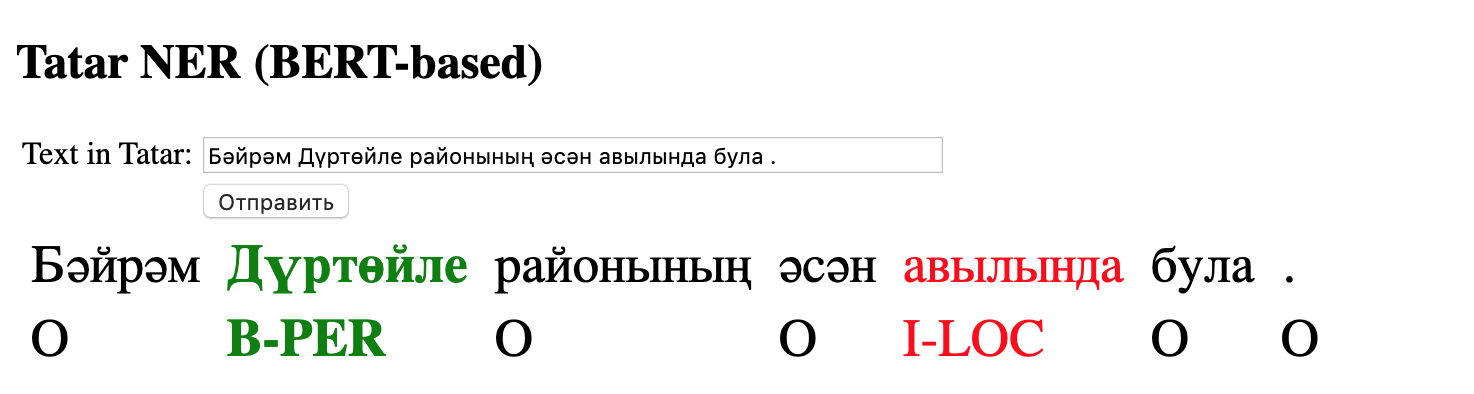 Tatar NER (BERT-based)
Text in Tatar: Бәйрәм Дүртөйле районының әсән авылында була .
Отправить
Бәйрәм Дүртөйле районының әсән авылында була .
O B-PER O O I-LOC O O